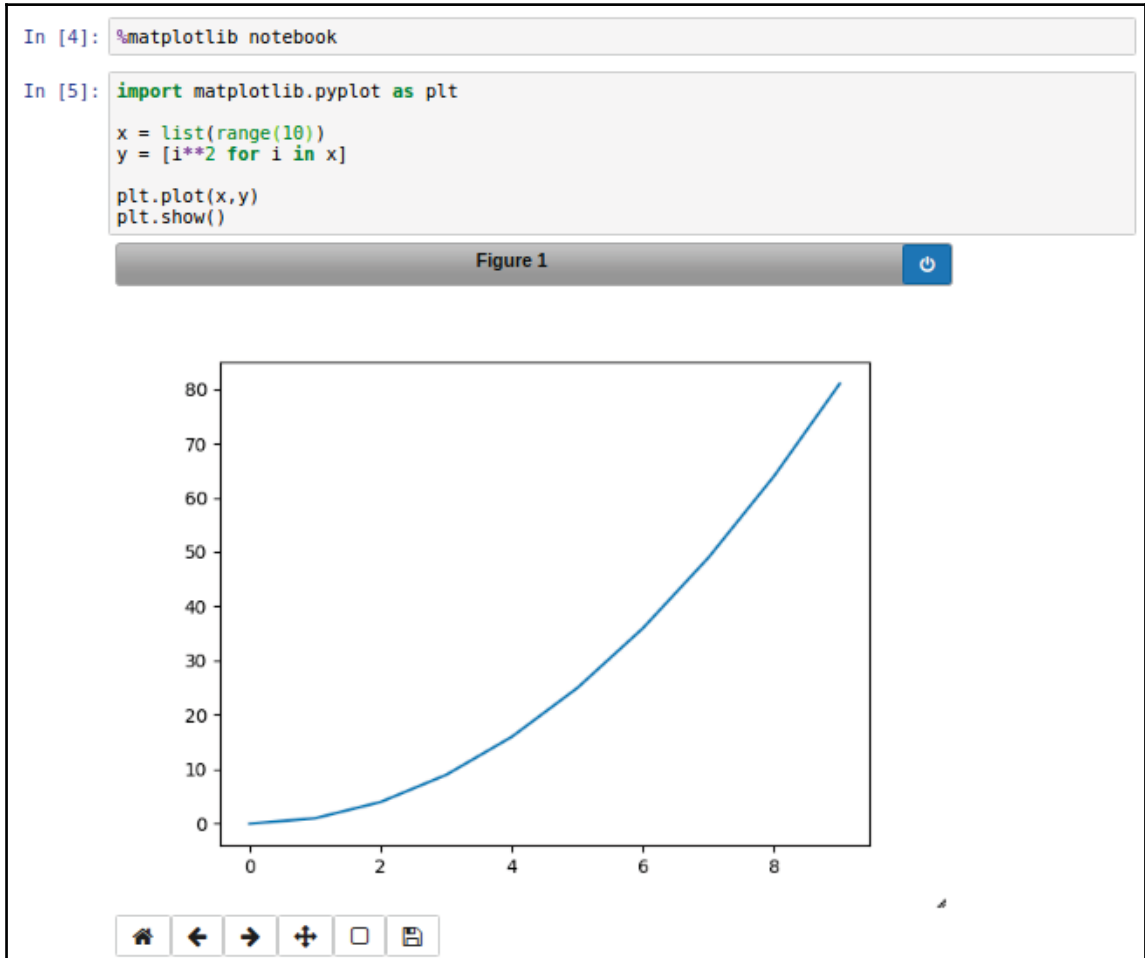 In [4]: %matplotlib notebook
In [5]: import matplotlib.pyplot as plt
x = list(range(10))
y = [i**2 for i in x]
plt.plot(x,y)
plt.show()
Figure 1
80
70
60
50
40
30
20
10
0
0 2 4 6 8